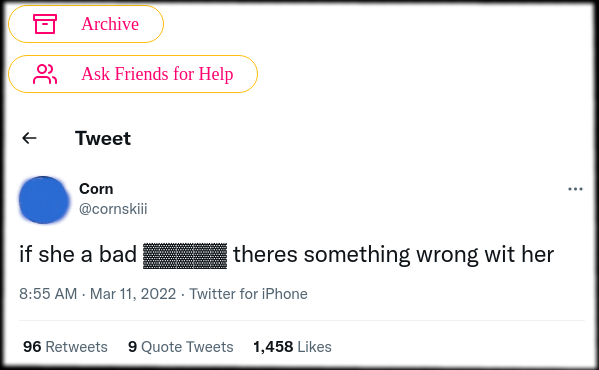 Archive
Ask Friends for Help
Tweet
Corn
@cornskiii
if she a bad theres something wrong wit her
8:55 AM · Mar 11, 2022 · Twitter for iPhone
96 Retweets 9 Quote Tweets 1,458 Likes